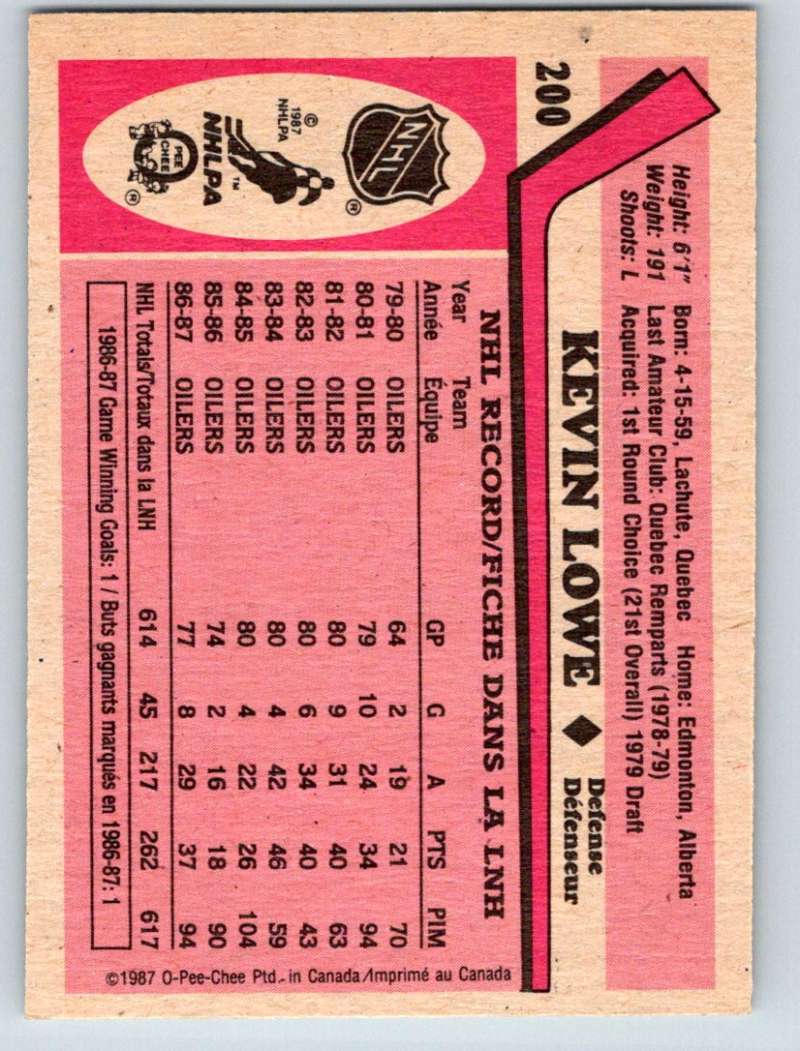 200
KEVIN LOWE ◆ Defense
Défenseur
Height: 6'1" Born: 4-15-59, Lachute, Quebec Home: Edmonton, Alberta
Weight: 191 Last Amateur Club: Quebec Remparts (1978-79)
Shoots: L Acquired: 1st Round Choice (21st Overall) 1979 Draft
NHL ®
© 1987 NHLPA
NHLPA ™
O PEE CHEE ®
NHL RECORD/FICHE DANS LA LNH
Year Team
Année Équipe GP G A PTS PIM
79-80 OILERS 64 2 19 21 70
80-81 OILERS 79 10 24 34 94
81-82 OILERS 80 9 31 40 63
82-83 OILERS 80 6 34 40 43
83-84 OILERS 80 4 42 46 59
84-85 OILERS 80 4 22 26 104
85-86 OILERS 74 2 16 18 90
86-87 OILERS 77 8 29 37 94
NHL Totals/Totaux dans la LNH 614 45 217 262 617
1986-87 Game Winning Goals: 1 / Buts gagnants marqués en 1986-87: 1
©1987 O-Pee-Chee Ptd. in Canada/Imprimé au Canada